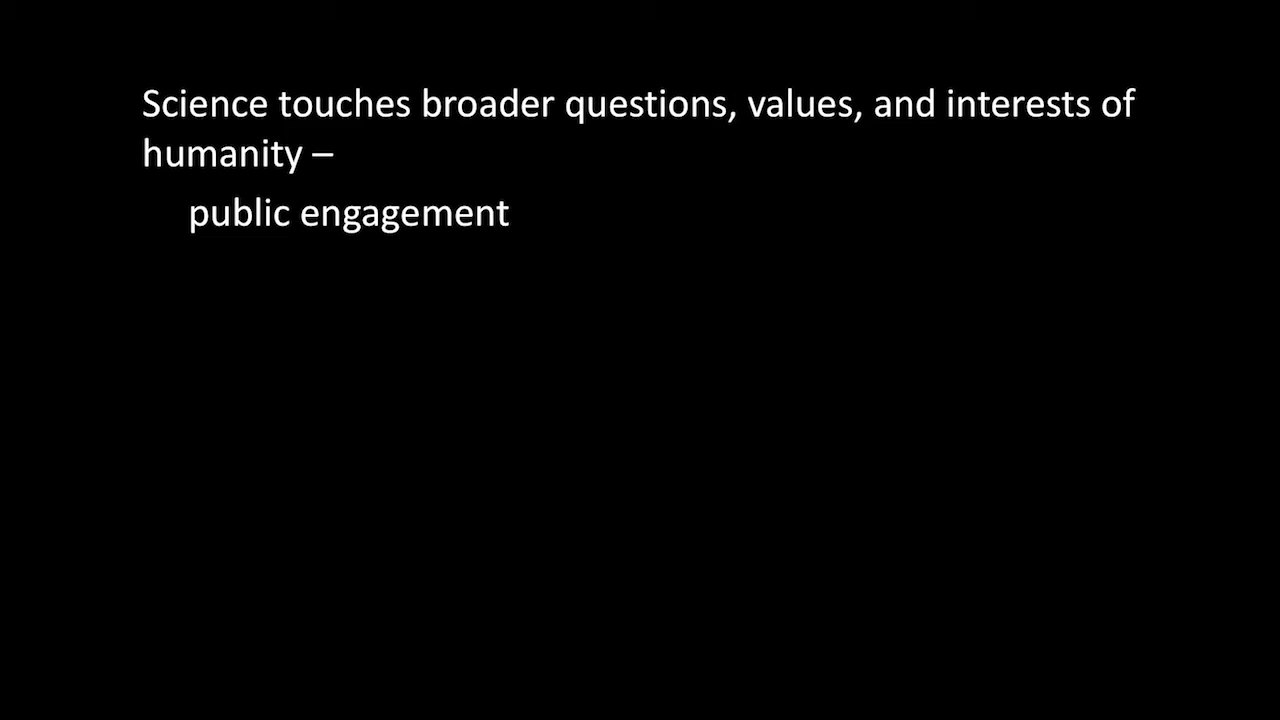 Science touches broader questions, values, and interests of
humanity –
public engagement